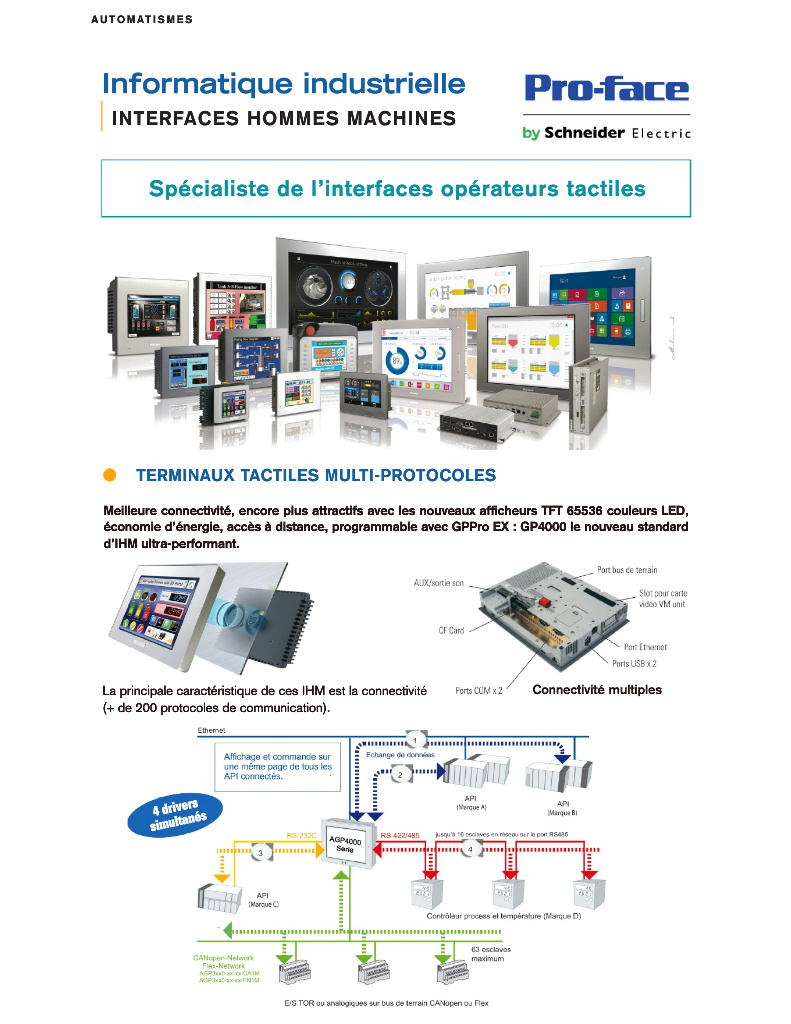 AUTOMATISMES
Informatique industrielle
INTERFACES HOMMES MACHINES
Pro-face
by Schneider Electric
Spécialiste de l'interfaces opérateurs tactiles
TERMINAUX TACTILES MULTI-PROTOCOLES
Meilleure connectivité, encore plus attractifs avec les nouveaux afficheurs TFT 65536 couleurs LED,
économie d'énergie, accès à distance, programmable avec GPPro EX : GP4000 le nouveau standard
d'IHM ultra-performant.
AUX/sortie son
Port bus de terrain
Slot pour carte
vidéo VM unit
CF Card
Port Ethernet
Ports USB x 2
Ports COM x 2
Connectivité multiples
La principale caractéristique de ces IHM est la connectivité
(+ de 200 protocoles de communication).
Ethernet
Affichage et commande sur
une même page de tous les
API connectés.
1
Echange de données
2
API
(Marque A)
API
(Marque B)
4 drivers
simultanés
RS-232C
AGP4000
Serie
RS-422/485
jusqu'à 16 esclaves en réseau sur le port RS485
3
4
API
(Marque C)
Contrôleur process et température (Marque D)
CANopen-Network
Flex-Network
AGP3xx0-xx-xx-CA1M
AGP3xx0-xx-xx-FN1M
63 esclaves
maximum
E/S TOR ou analogiques sur bus de terrain CANopen ou Flex